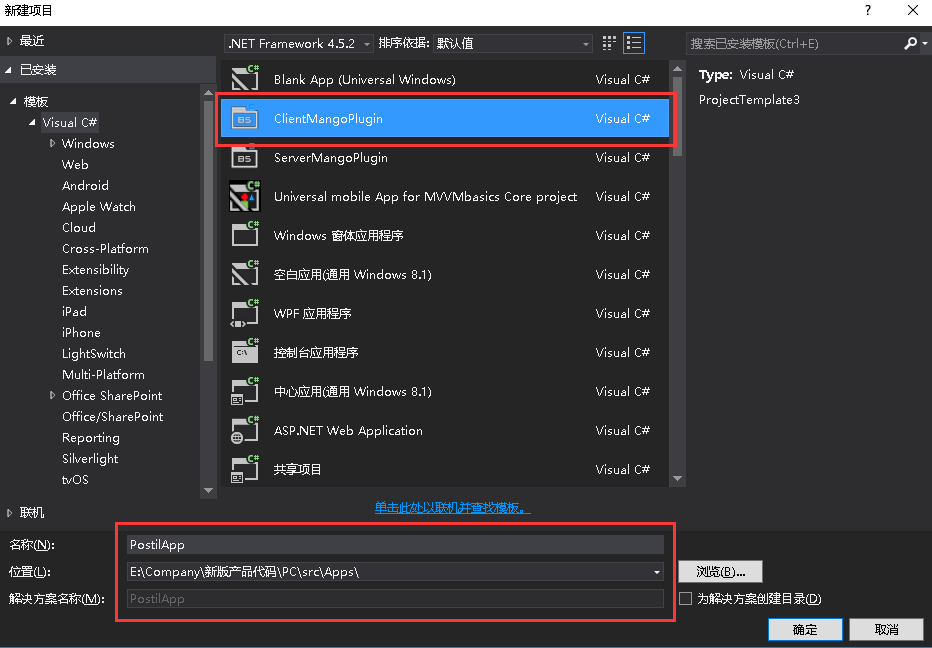 新建项目
最近
.NET Framework 4.5.2 排序依据: 默认值
搜索已安装模板(Ctrl+E)
已安装
模板
Visual C#
Windows
Web
Android
Apple Watch
Cloud
Cross-Platform
Extensibility
Extensions
iPad
iPhone
LightSwitch
Multi-Platform
Office SharePoint
Office/SharePoint
Reporting
Silverlight
tvOS
联机
Blank App (Universal Windows) Visual C#
ClientMangoPlugin Visual C#
ServerMangoPlugin Visual C#
Universal mobile App for MVVMbasics Core project Visual C#
Windows 窗体应用程序 Visual C#
空白应用(通用 Windows 8.1) Visual C#
WPF 应用程序 Visual C#
控制台应用程序 Visual C#
中心应用(通用 Windows 8.1) Visual C#
ASP.NET Web Application Visual C#
共享项目 Visual C#
单击此处以联机并查找模板。
Type: Visual C#
ProjectTemplate3
名称(N): PostilApp
位置(L): E:\Company\新版产品代码\PC\src\Apps\ 浏览(B)...
解决方案名称(M): PostilApp 为解决方案创建目录(D)
确定 取消